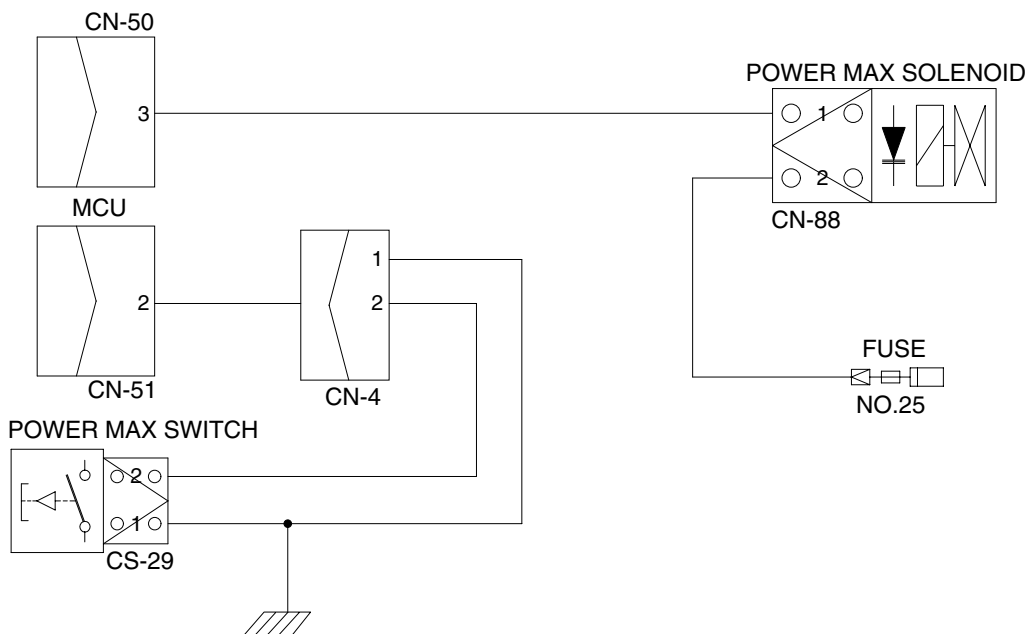 CN-50
3
POWER MAX SOLENOID
1
2
CN-88
MCU
2
CN-51
1
2
CN-4
FUSE
NO.25
POWER MAX SWITCH
2
1
CS-29